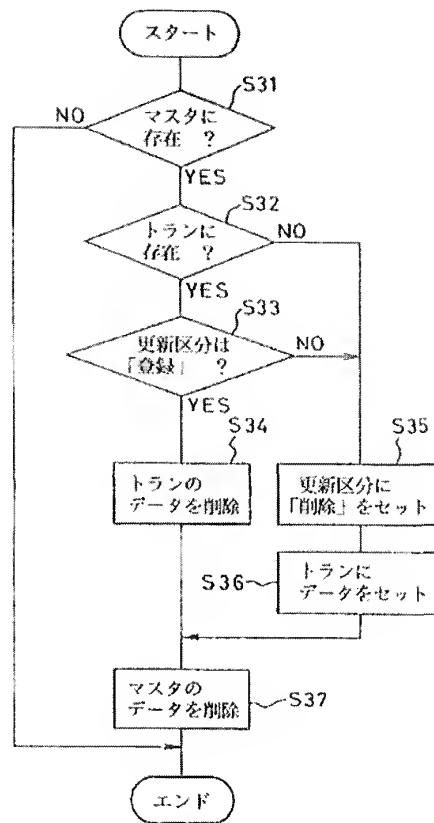 スタート
S31
NO
マスタに
存在 ?
YES
S32
トランに
存在 ?
NO
YES
S33
更新区分は
「登録」 ?
NO
YES
S34
トランの
データを削除
S35
更新区分に
「削除」をセット
S36
トランに
データをセット
マスタの
データを削除
S37
エンド